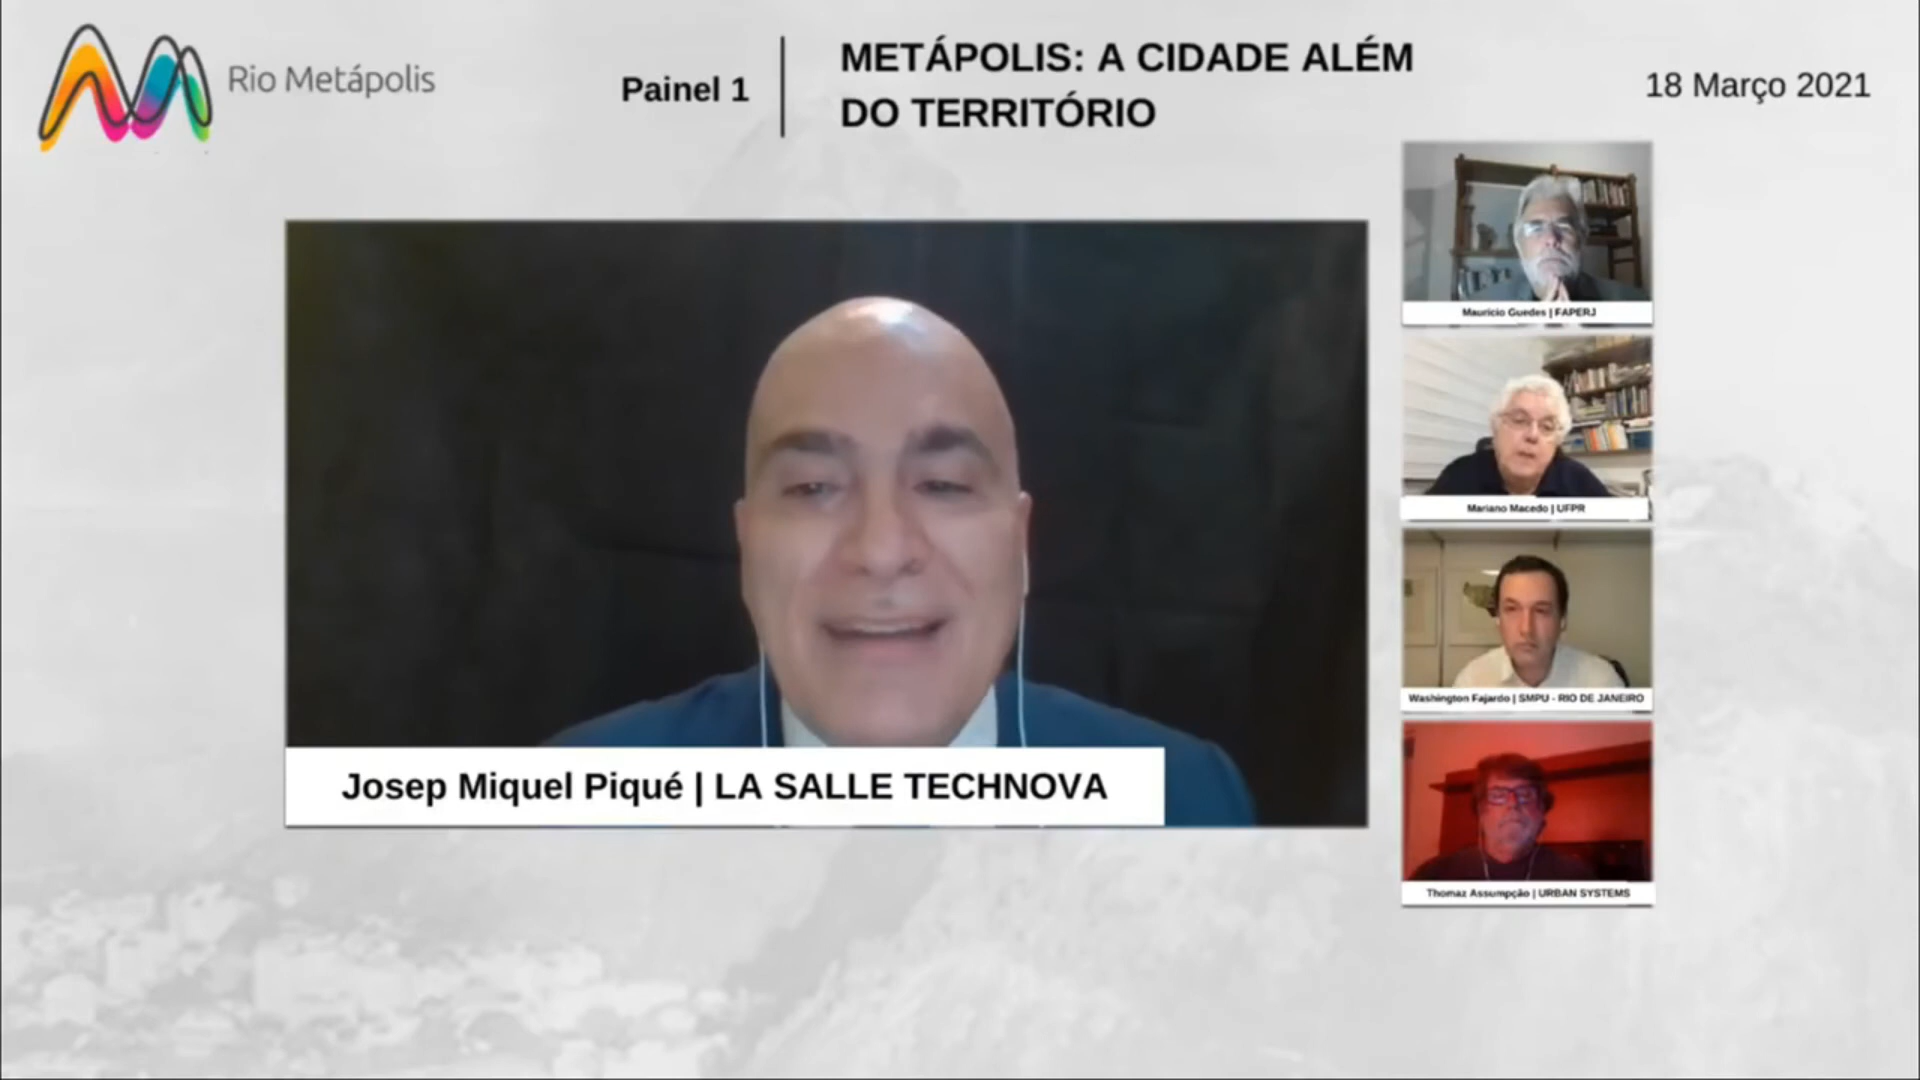 Rio Metápolis
Painel 1
METÁPOLIS: A CIDADE ALÉM
DO TERRITÓRIO
18 Março 2021
Josep Miquel Piqué | LA SALLE TECHNOVA
Maurício Guedes | FAPERJ
Mariano Macedo | UFPR
Washington Fajardo | SMPU - RIO DE JANEIRO
Thomaz Assumpção | URBAN SYSTEMS